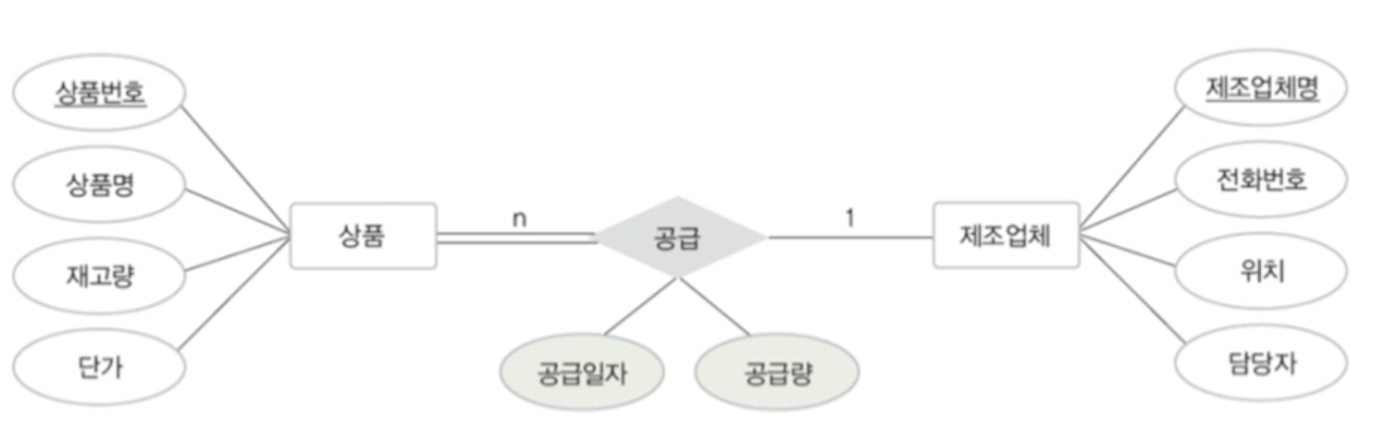 상품번호
상품명
재고량
단가
상품
n
공급
1
제조업체
공급일자
공급량
제조업체명
전화번호
위치
담당자